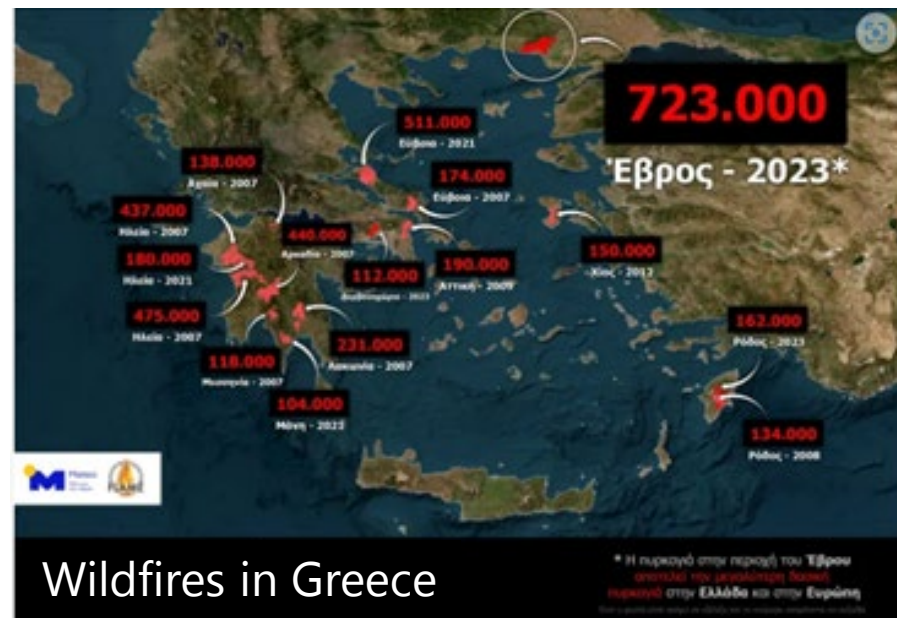 723.000
Έβρος - 2023*
511.000
Εύβοια - 2021
138.000
Αχαΐα - 2007
174.000
Εύβοια - 2007
437.000
Ηλεία - 2007
440.000
Αρκαδία - 2007
180.000
Ηλεία - 2021
112.000
190.000
Αττική - 2009
150.000
Χίος - 2012
475.000
Ηλεία - 2007
231.000
Λακωνία - 2007
118.000
Μεσσηνία - 2007
104.000
Μάνη - 2023
162.000
Ρόδος - 2023
134.000
Ρόδος - 2008
Meteo
FLAME
Wildfires in Greece
* Η πυρκαγιά στην περιοχή του Έβρου
αποτελεί την μεγαλύτερη δασική
πυρκαγιά στην Ελλάδα και στην Ευρώπη